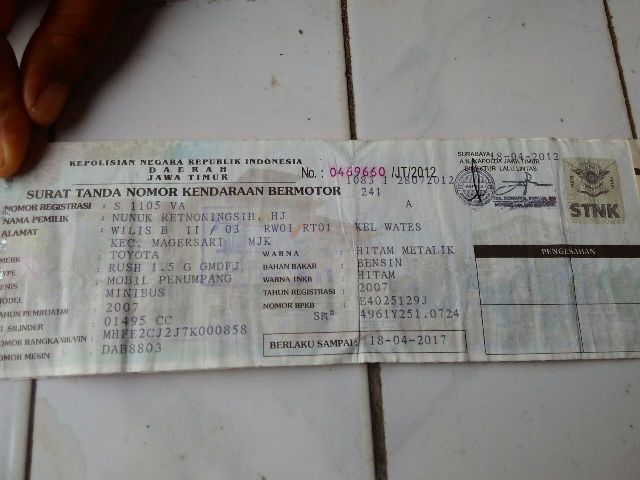 KEPOLISIAN NEGARA REPUBLIK INDONESIA
DAERAH
JAWA TIMUR
No. : 0469660 /JT/2012
1083 1 28072012
241
SURAT TANDA NOMOR KENDARAAN BERMOTOR
SURABAYA 18-04-2012
A.N. KAPOLDA JAWA TIMUR
DIREKTUR LALU LINTAS
STNK
NOMOR REGISTRASI : S 1105 VA A
NAMA PEMILIK : NUNUK RETNONINGSIH, HJ
ALAMAT : WILIS B II / 03 RW01 RT01 KEL WATES
KEC. MAGERSARI MJK
MERK : TOYOTA
TYPE : RUSH 1.5 G GMDFJ
JENIS : MOBIL PENUMPANG
MODEL : MINIBUS
TAHUN PEMBUATAN : 2007
ISI SILINDER : 01495 CC
NOMOR RANGKA/NIK/VIN : MHFE2CJ2J7K000858
NOMOR MESIN : DAB8803
WARNA : HITAM METALIK
BAHAN BAKAR : BENSIN
WARNA TNKB : HITAM
TAHUN REGISTRASI : 2007
NOMOR BPKB : E4025129J
4961Y251.0724
BERLAKU SAMPAI : 18-04-2017
PENGESAHAN